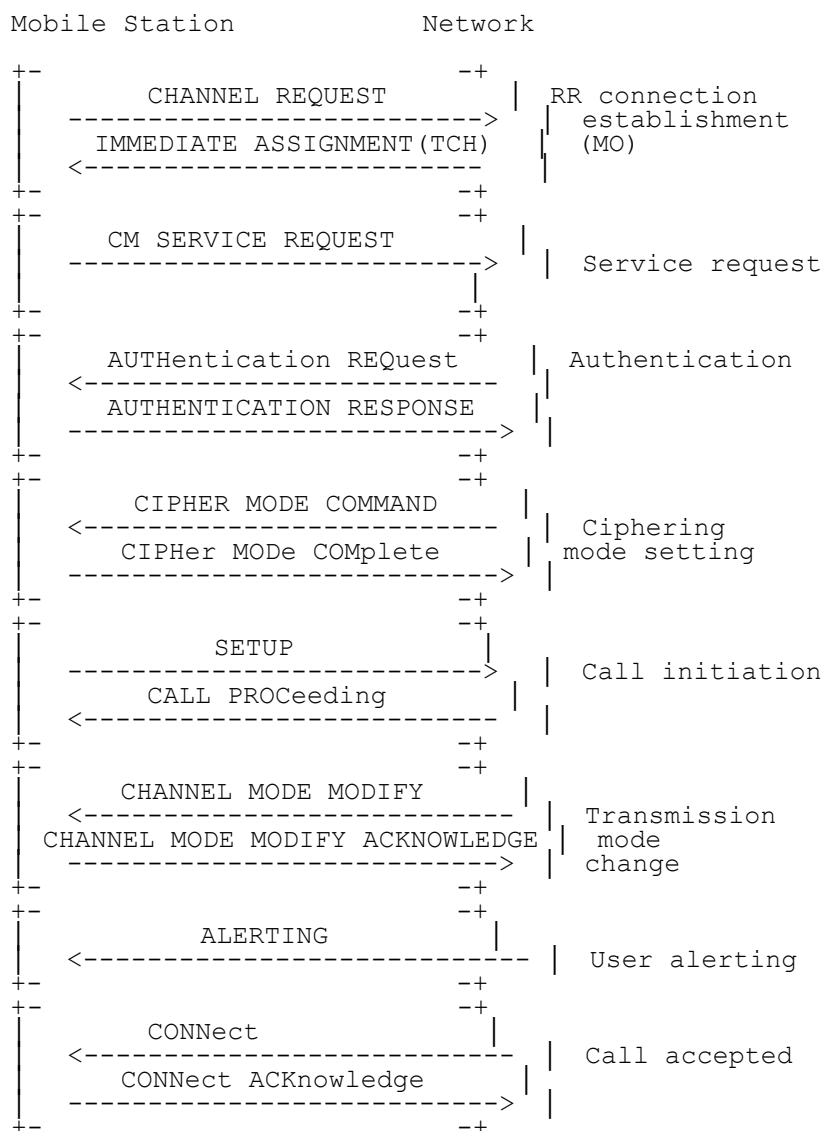 Mobile Station Network
CHANNEL REQUEST RR connection
establishment
IMMEDIATE ASSIGNMENT(TCH) (MO)
CM SERVICE REQUEST
Service request
AUTHentication REQuest Authentication
AUTHENTICATION RESPONSE
CIPHER MODE COMMAND
Ciphering
CIPHer MODe COMplete mode setting
SETUP
Call initiation
CALL PROCeeding
CHANNEL MODE MODIFY
Transmission
CHANNEL MODE MODIFY ACKNOWLEDGE mode
change
ALERTING
User alerting
CONNect
Call accepted
CONNect ACKnowledge